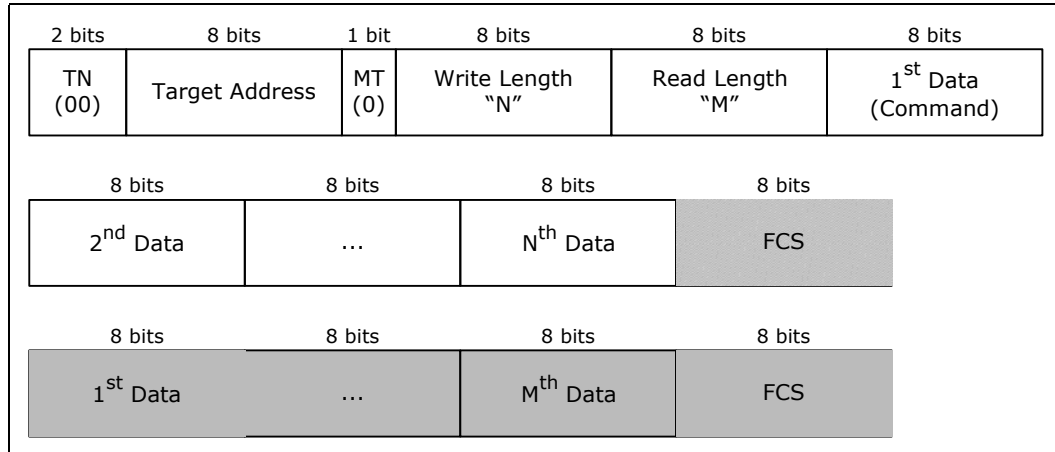 2 bits 8 bits 1 bit 8 bits 8 bits 8 bits
TN (00) Target Address MT (0) Write Length “N” Read Length “M” 1st Data (Command)
8 bits 8 bits 8 bits 8 bits
2nd Data ... Nth Data FCS
8 bits 8 bits 8 bits 8 bits
1st Data ... Mth Data FCS